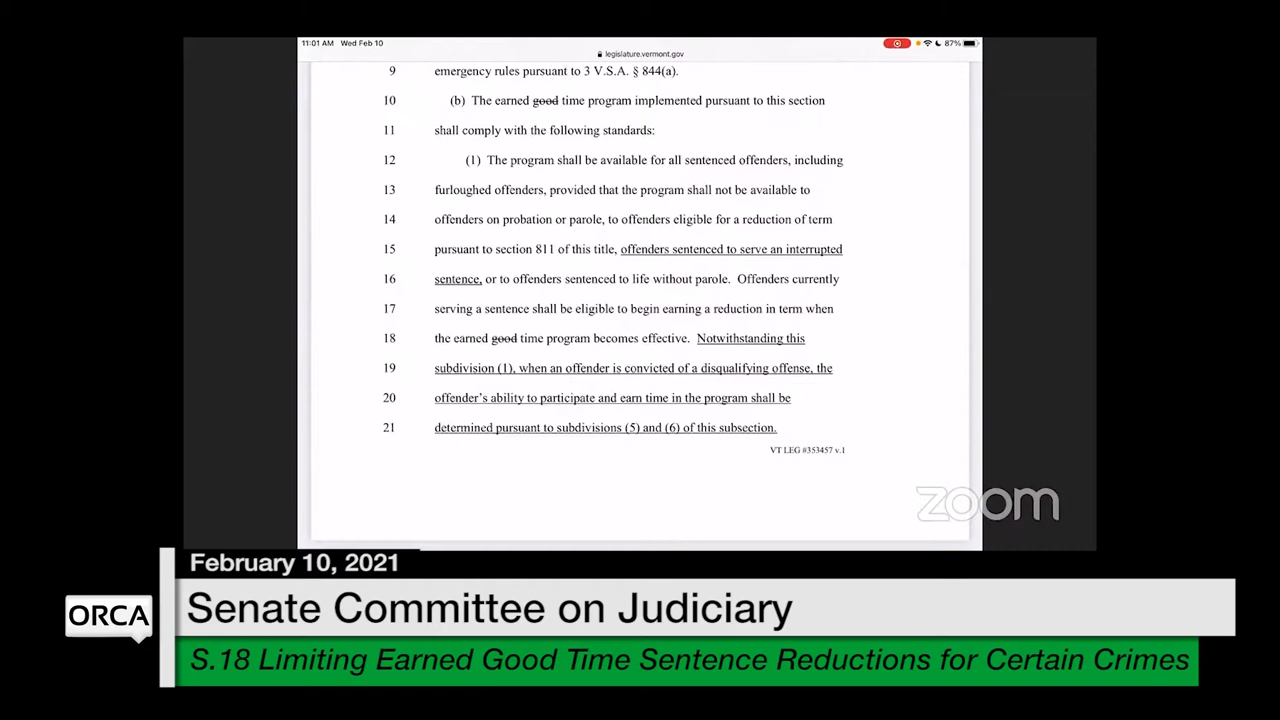 11:01 AM Wed Feb 10
87%
legislature.vermont.gov
9 emergency rules pursuant to 3 V.S.A. § 844(a).
10 (b) The earned good time program implemented pursuant to this section
11 shall comply with the following standards:
12 (1) The program shall be available for all sentenced offenders, including
13 furloughed offenders, provided that the program shall not be available to
14 offenders on probation or parole, to offenders eligible for a reduction of term
15 pursuant to section 811 of this title, offenders sentenced to serve an interrupted
16 sentence, or to offenders sentenced to life without parole. Offenders currently
17 serving a sentence shall be eligible to begin earning a reduction in term when
18 the earned good time program becomes effective. Notwithstanding this
19 subdivision (1), when an offender is convicted of a disqualifying offense, the
20 offender's ability to participate and earn time in the program shall be
21 determined pursuant to subdivisions (5) and (6) of this subsection.
VT LEG #353457 v.1
zoom
February 10, 2021
ORCA
Senate Committee on Judiciary
S.18 Limiting Earned Good Time Sentence Reductions for Certain Crimes